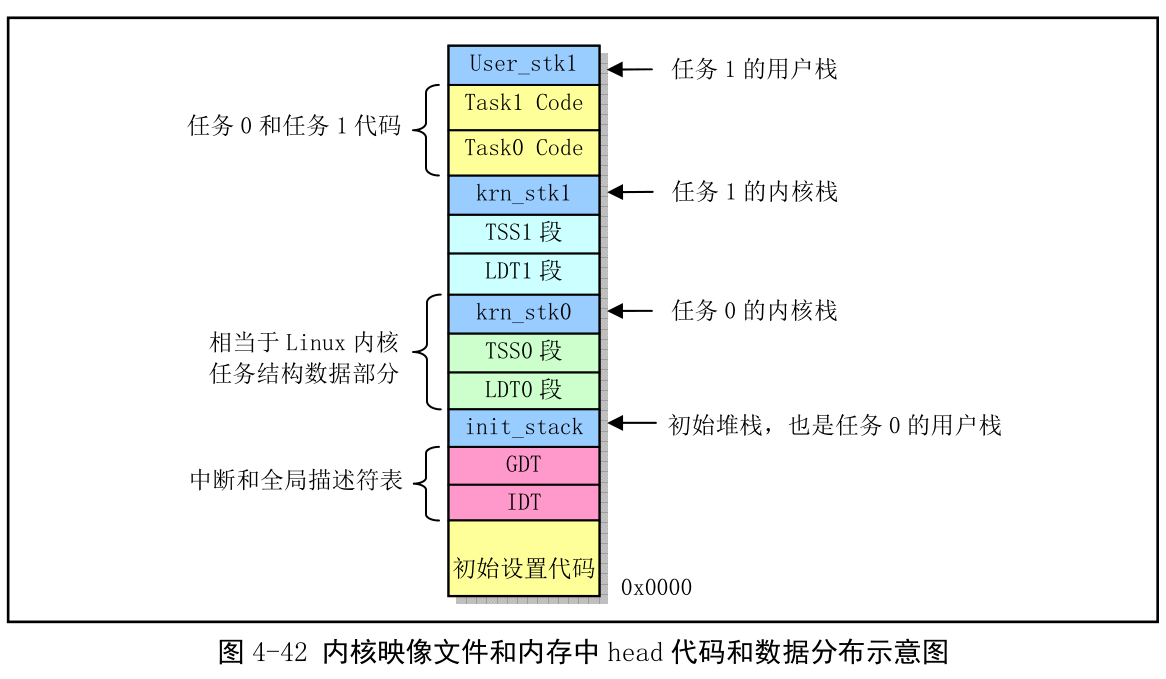 User_stk1
任务 1 的用户栈
Task1 Code
任务 0 和任务 1 代码
Task0 Code
krn_stk1
任务 1 的内核栈
TSS1 段
LDT1 段
krn_stk0
任务 0 的内核栈
相当于 Linux 内核
任务结构数据部分
TSS0 段
LDT0 段
init_stack
初始堆栈，也是任务 0 的用户栈
GDT
中断和全局描述符表
IDT
初始设置代码
0x0000
图 4-42 内核映像文件和内存中 head 代码和数据分布示意图